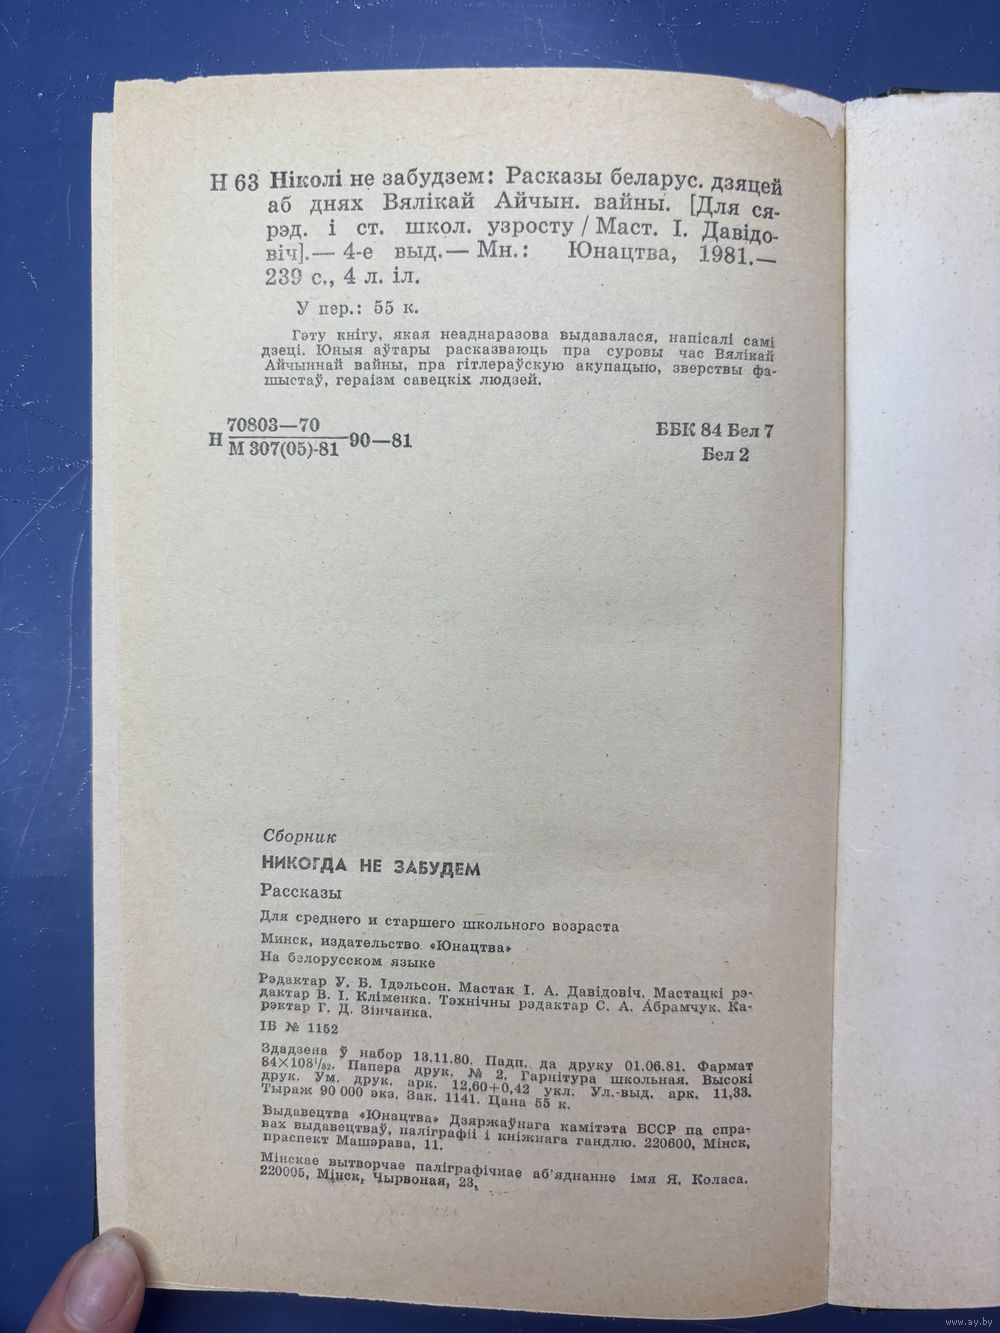 Н 63 Ніколі не забудзем: Расказы беларус. дзяцей
аб днях Вялікай Айчын. вайны. [Для ся-
рэд. і ст. школ. узросту / Маст. І. Давідо-
віч].— 4-е выд.— Мн.: Юнацтва, 1981.—
239 с., 4 л. іл.
У пер.: 55 к.
Гэту кнігу, якая неаднаразова выдавалася, напісалі самі
дзеці. Юныя аўтары расказваюць пра суровы час Вялікай
Айчыннай вайны, пра гітлераўскую акупацыю, зверствы фа-
шыстаў, гераізм савецкіх людзей.
70803—70
Н М 307(05)-81 90—81
ББК 84 Бел 7
Бел 2
Сборник
НИКОГДА НЕ ЗАБУДЕМ
Рассказы
Для среднего и старшего школьного возраста
Минск, издательство «Юнацтва»
На белорусском языке
Рэдактар У. Б. Ідэльсон. Мастак І. А. Давідовіч. Мастацкі рэ-
дактар В. І. Кліменка. Тэхнічны рэдактар С. А. Абрамчук. Ка-
рэктар Г. Д. Зінчанка.
ІБ № 1152
Здадзена ў набор 13.11.80. Падп. да друку 01.06.81. Фармат
84×108¹/₃₂. Папера друк. № 2. Гарнітура школьная. Высокі
друк. Ум. друк. арк. 12,60+0,42 укл. Ул.-выд. арк. 11,33.
Тыраж 90 000 экз. Зак. 1141. Цана 55 к.
Выдавецтва «Юнацтва» Дзяржаўнага камітэта БССР па спра-
вах выдавецтваў, паліграфіі і кніжнага гандлю. 220600, Мінск,
праспект Машэрава, 11.
Мінскае вытворчае паліграфічнае аб'яднанне імя Я. Коласа.
220005, Мінск, Чырвоная, 23.
www.ay.by